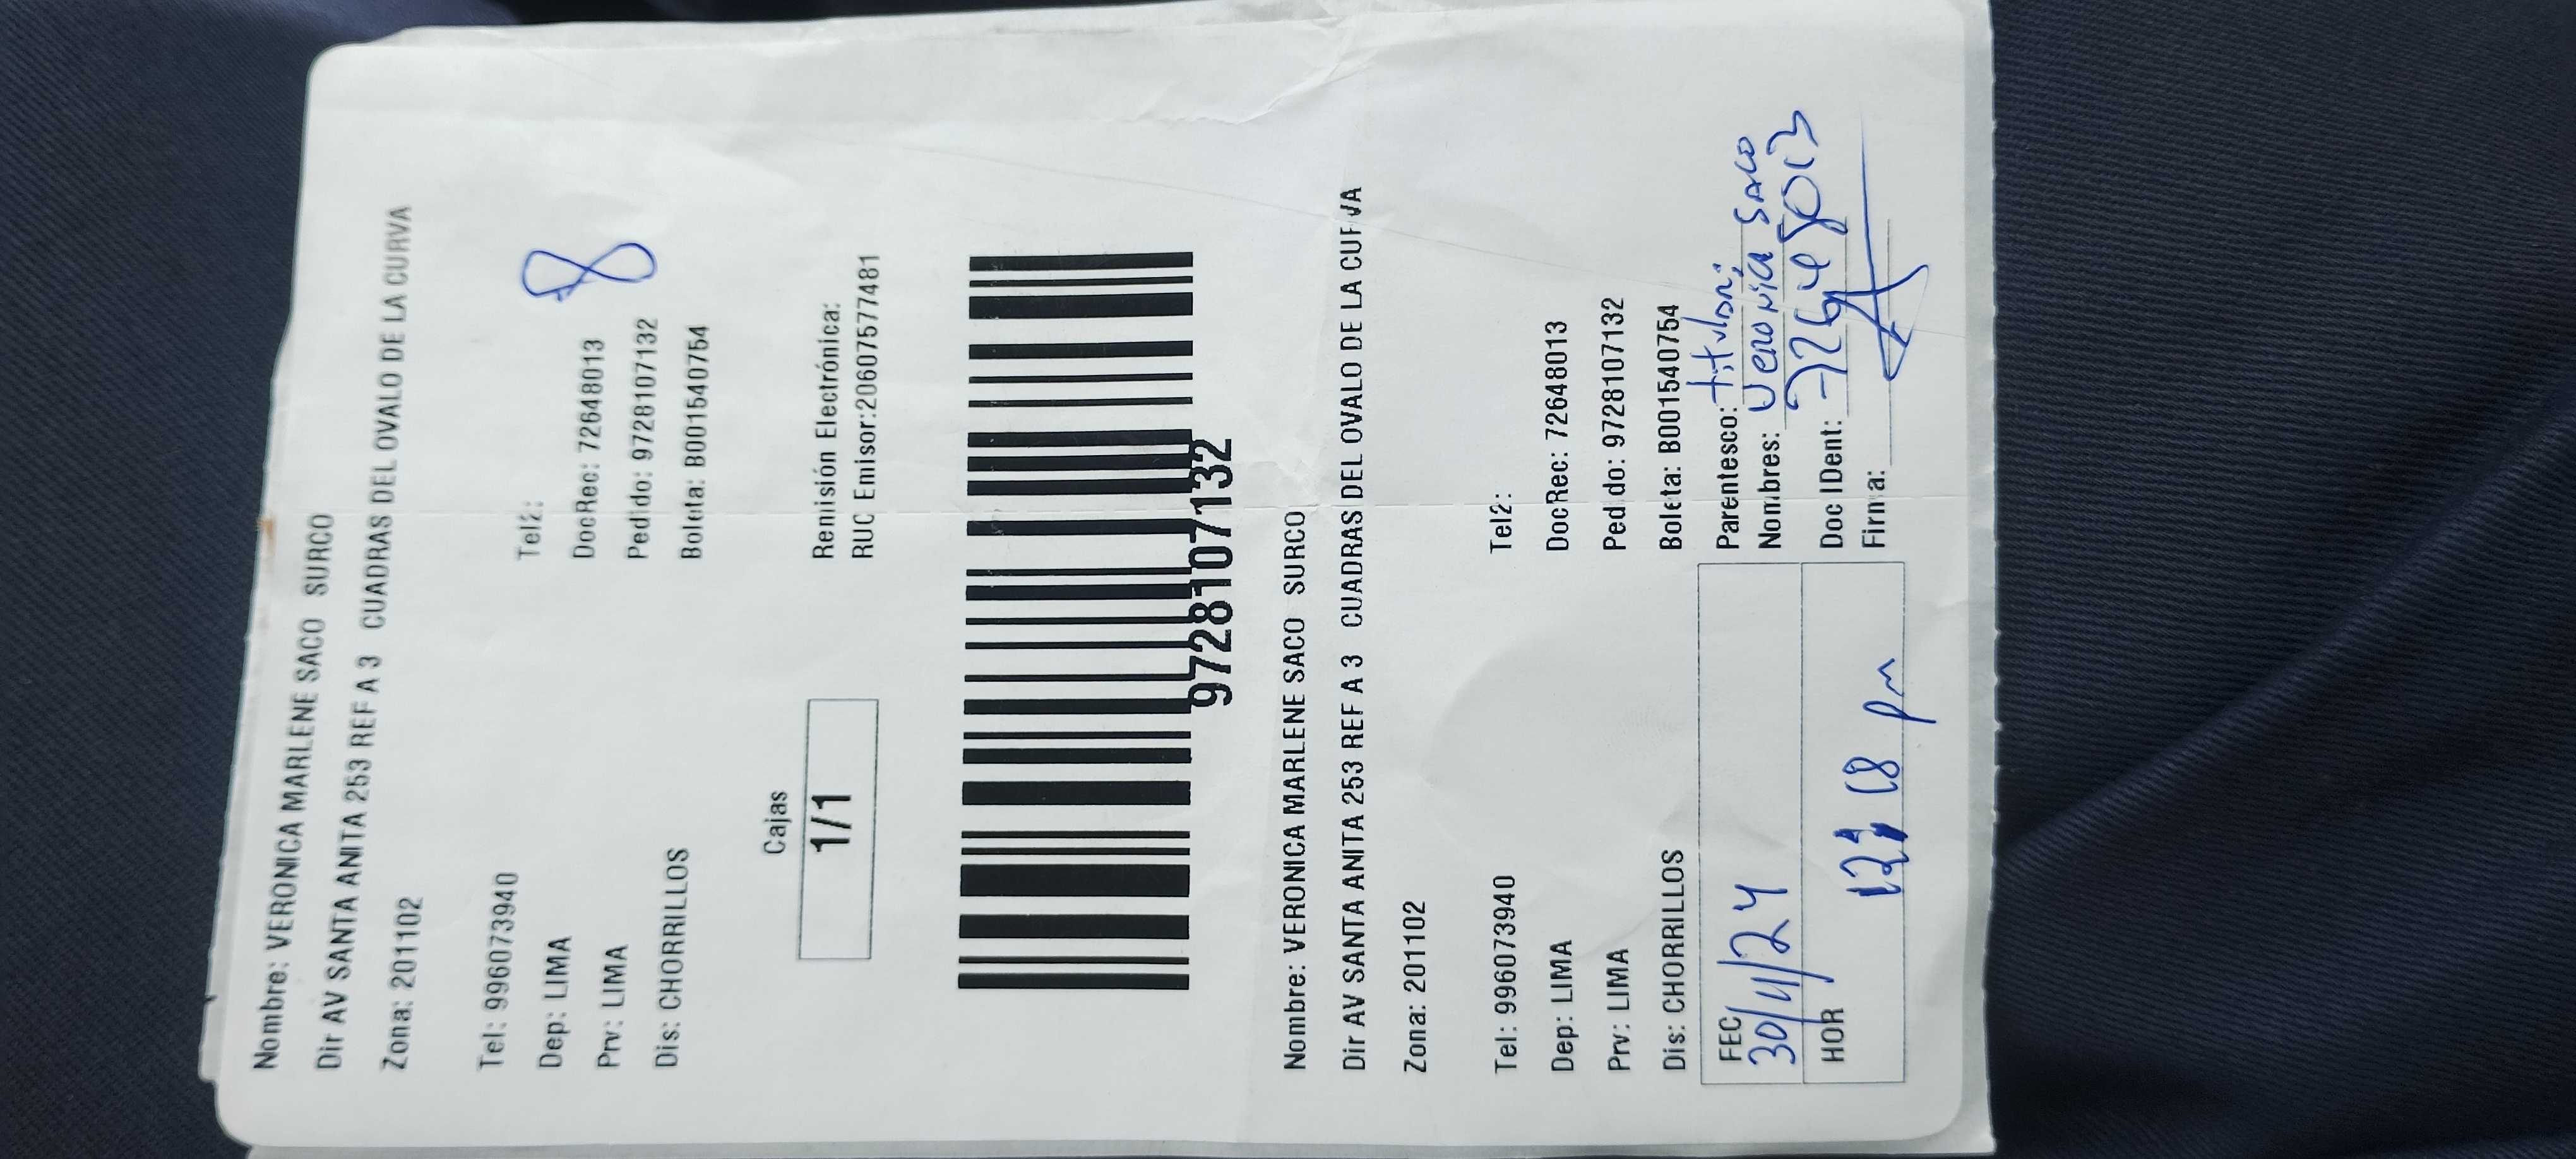 Nombre: VERONICA MARLENE SACO SURCO
Dir AV SANTA ANITA 253 REF A 3 CUADRAS DEL OVALO DE LA CURVA
Zona: 201102
8
Tel: 996073940 Tel2:
Dep: LIMA DocRec: 72648013
Prv: LIMA Pedido: 9728107132
Dis: CHORRILLOS Boleta: B001540754
Cajas
1/1
Remisión Electrónica:
RUC Emisor:20607577481
9728107132
Nombre: VERONICA MARLENE SACO SURCO
Dir AV SANTA ANITA 253 REF A 3 CUADRAS DEL OVALO DE LA CURVA
Zona: 201102
Tel: 996073940 Tel2:
Dep: LIMA DocRec: 72648013
Prv: LIMA Pedido: 9728107132
Dis: CHORRILLOS Boleta: B001540754
FEC
30/4/24
HOR
pm
Parentesco: titular;
Nombres: Veronica SACO
Doc IDent: 72648013
Firma: